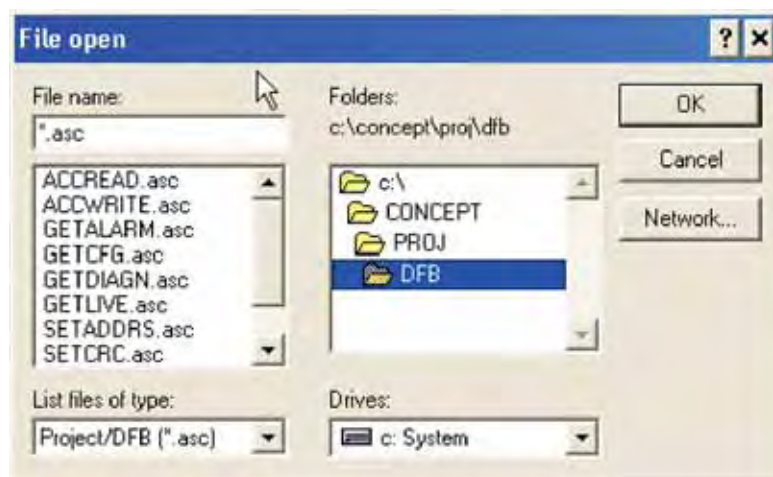 File open
File name:
*.asc
ACCREAD.asc
ACCWRITE.asc
GETALARM.asc
GETCFG.asc
GETDIAGN.asc
GETLIVE.asc
SETADDRS.asc
SETCRC.asc
List files of type:
Project/DFB (*.asc)
Folders:
c:\concept\proj\dfb
c:\
CONCEPT
PROJ
DFB
Drives:
c: System
OK
Cancel
Network...